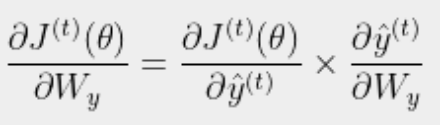 ∂J^(t)(θ)/∂W_y = ∂J^(t)(θ)/∂ŷ^(t) × ∂ŷ^(t)/∂W_y